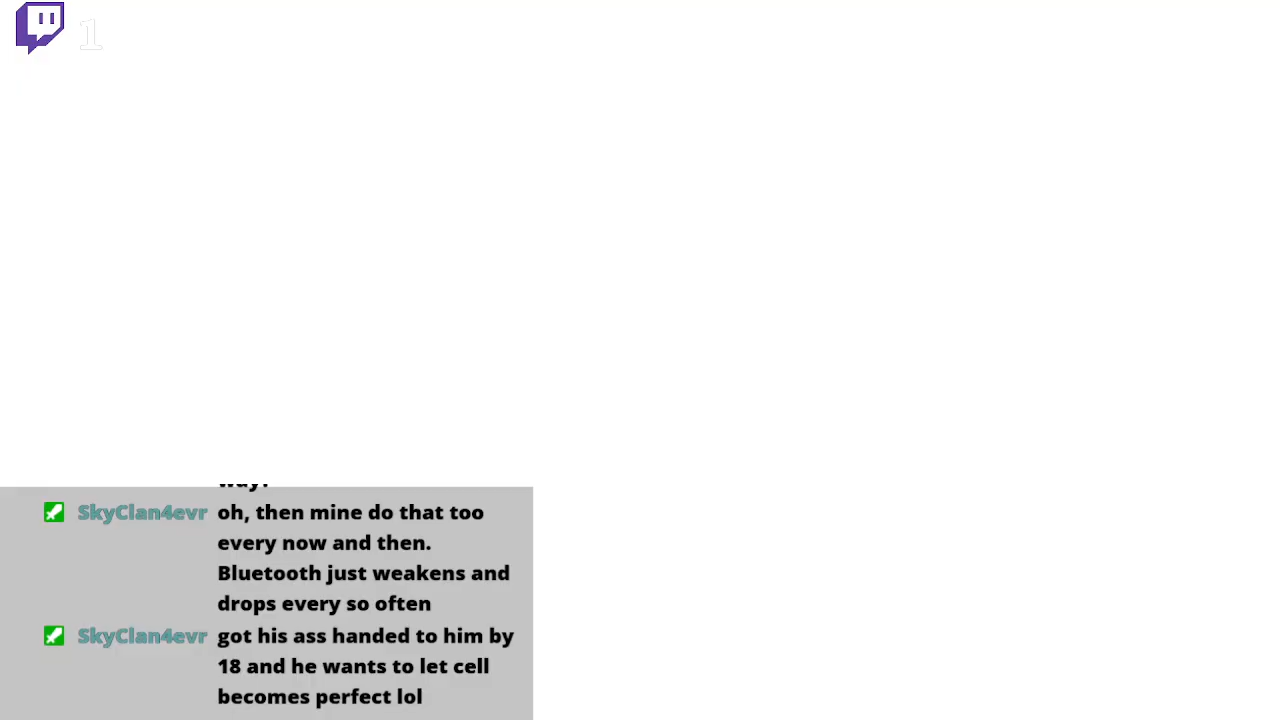 1
SkyClan4evr oh, then mine do that too
every now and then.
Bluetooth just weakens and
drops every so often
SkyClan4evr got his ass handed to him by
18 and he wants to let cell
becomes perfect lol